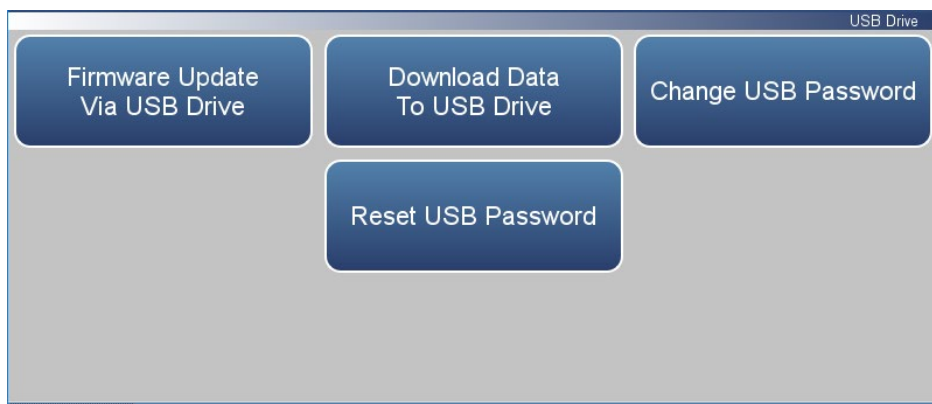 USB Drive
Firmware Update
Via USB Drive
Download Data
To USB Drive
Change USB Password
Reset USB Password